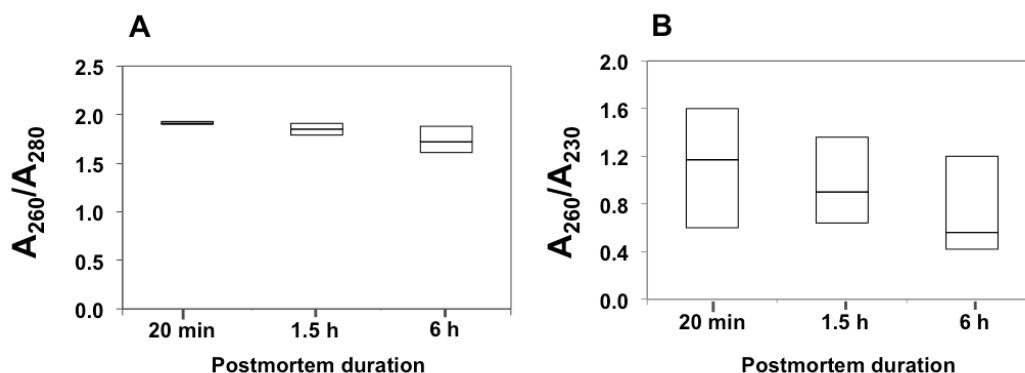 A
A260/A280
2.5
2.0
1.5
1.0
0.5
0.0
20 min
1.5 h
6 h
Postmortem duration
B
A260/A230
2.0
1.6
1.2
0.8
0.4
0.0
20 min
1.5 h
6 h
Postmortem duration